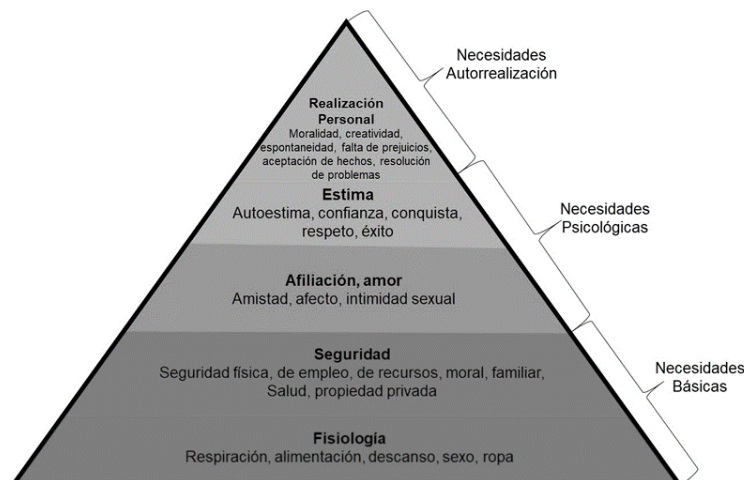 Necesidades
Autorrealización
Realización
Personal
Moralidad, creatividad,
espontaneidad, falta de prejuicios,
aceptación de hechos, resolución
de problemas
Estima
Autoestima, confianza, conquista,
respeto, éxito
Necesidades
Psicológicas
Afiliación, amor
Amistad, afecto, intimidad sexual
Seguridad
Seguridad física, de empleo, de recursos, moral, familiar,
Salud, propiedad privada
Necesidades
Básicas
Fisiología
Respiración, alimentación, descanso, sexo, ropa